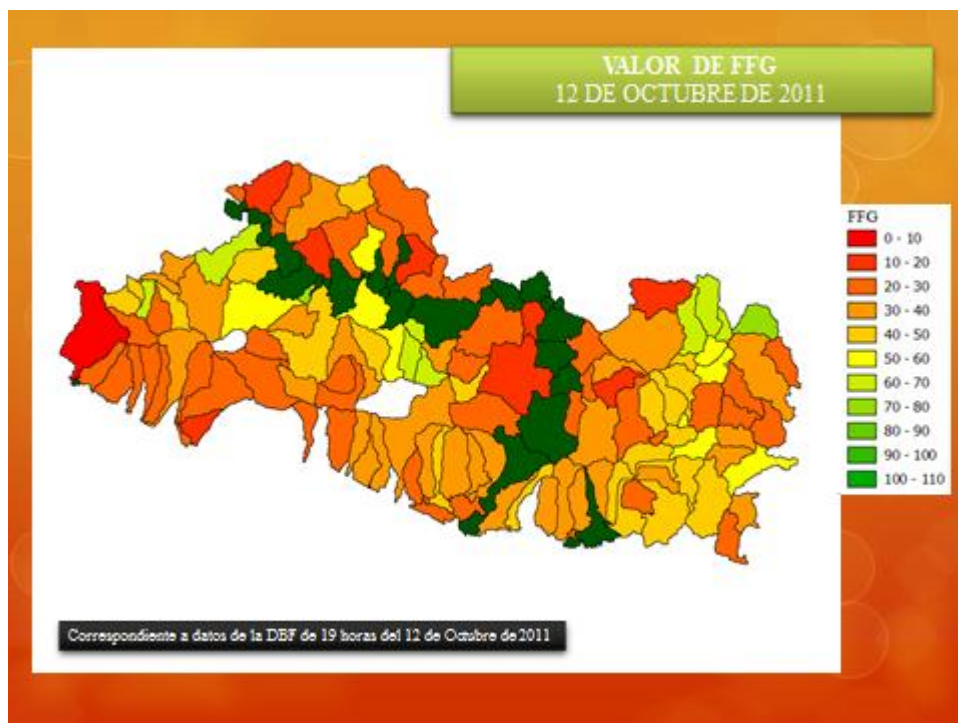 VALOR DE FFG
12 DE OCTUBRE DE 2011
FFG
0 - 10
10 - 20
20 - 30
30 - 40
40 - 50
50 - 60
60 - 70
70 - 80
80 - 90
90 - 100
100 - 110
Correspondiente a datos de la DBF de 19 horas del 12 de Octubre de 2011